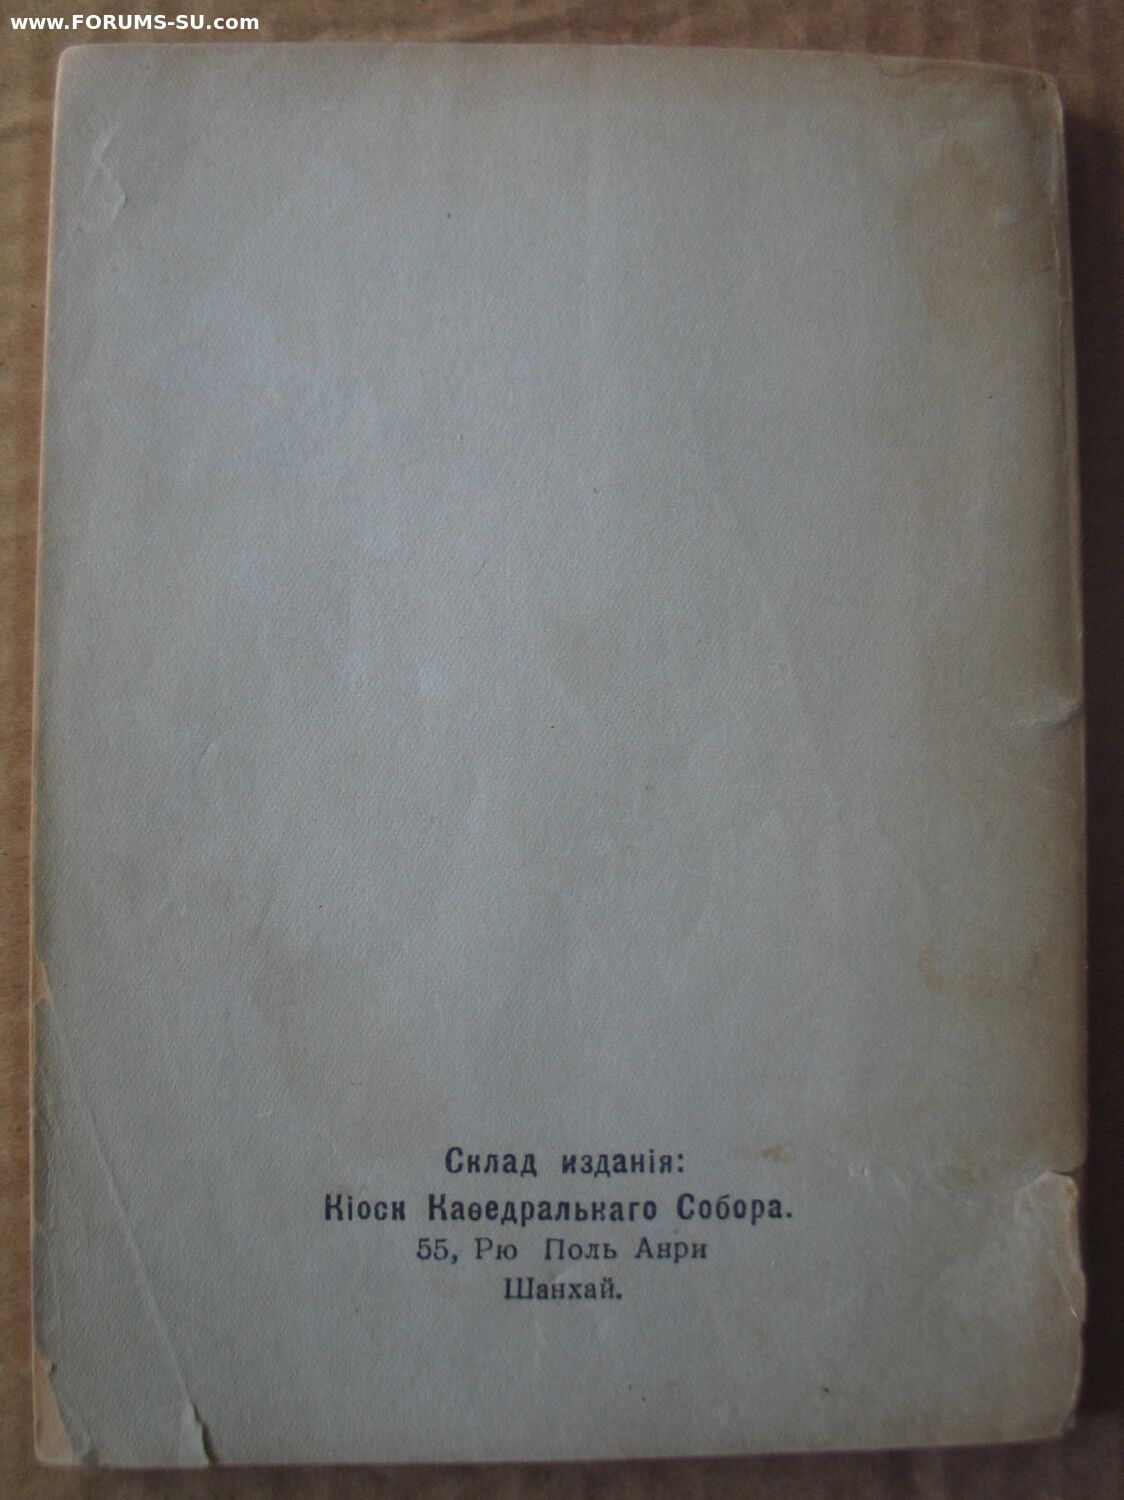 www.FORUMS-SU.com
Склад изданія:
Кіоск Каѳедральнаго Собора.
55, Рю Поль Анри
Шанхай.